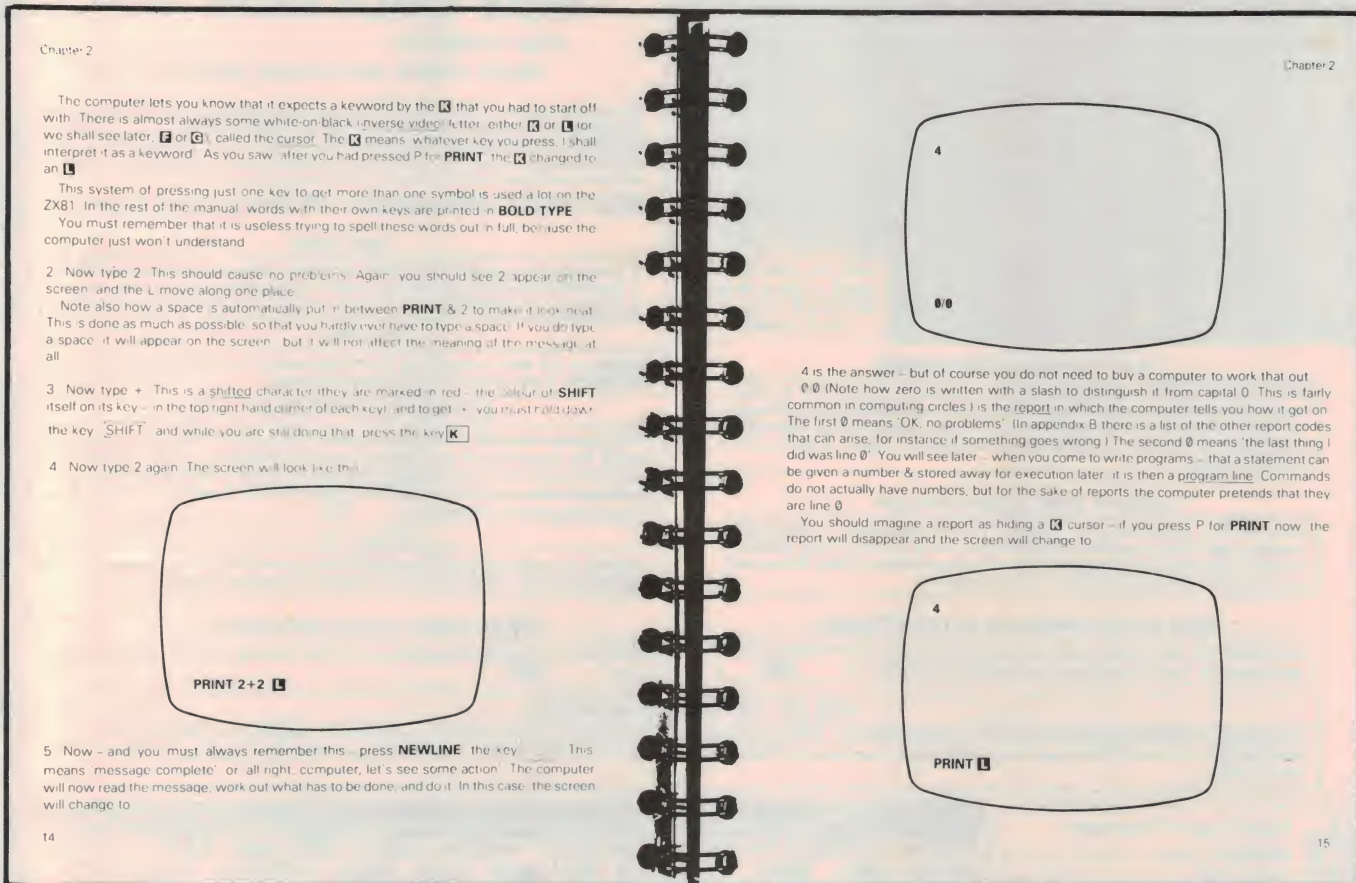 Chapter 2
The computer lets you know that it expects a keyword by the K that you had to start off
with There is almost always some white-on-black inverse video letter either K or L (or
we shall see later, F or G), called the cursor The K means whatever key you press, I shall
interpret it as a keyword As you saw after you had pressed P for PRINT the K changed to
an L
This system of pressing just one key to get more than one symbol is used a lot on the
ZX81 In the rest of the manual words with their own keys are printed in BOLD TYPE
You must remember that it is useless trying to spell these words out in full, because the
computer just won't understand
2 Now type 2 This should cause no problems Again you should see 2 appear on the
screen and the L move along one place
Note also how a space is automatically put in between PRINT & 2 to make it look neat
This is done as much as possible so that you hardly ever have to type a space If you do type
a space it will appear on the screen but it will not affect the meaning of the message at
all
3 Now type + This is a shifted character (they are marked in red – the colour of SHIFT
itself on its key – in the top right hand corner of each key) and to get + you must hold down
the key SHIFT and while you are still doing that press the key K
4 Now type 2 again The screen will look like this
PRINT 2+2 L
5 Now – and you must always remember this – press NEWLINE the key This
means 'message complete' or all right, computer, let's see some action' The computer
will now read the message, work out what has to be done, and do it In this case the screen
will change to
14
Chapter 2
4
0/0
4 is the answer – but of course you do not need to buy a computer to work that out
0 0 (Note how zero is written with a slash to distinguish it from capital O This is fairly
common in computing circles ) is the report in which the computer tells you how it got on
The first 0 means 'OK, no problems' (In appendix B there is a list of the other report codes
that can arise, for instance if something goes wrong ) The second 0 means 'the last thing I
did was line 0' You will see later – when you come to write programs – that a statement can
be given a number & stored away for execution later it is then a program line Commands
do not actually have numbers, but for the sake of reports the computer pretends that they
are line 0
You should imagine a report as hiding a K cursor – if you press P for PRINT now the
report will disappear and the screen will change to
4
PRINT L
15